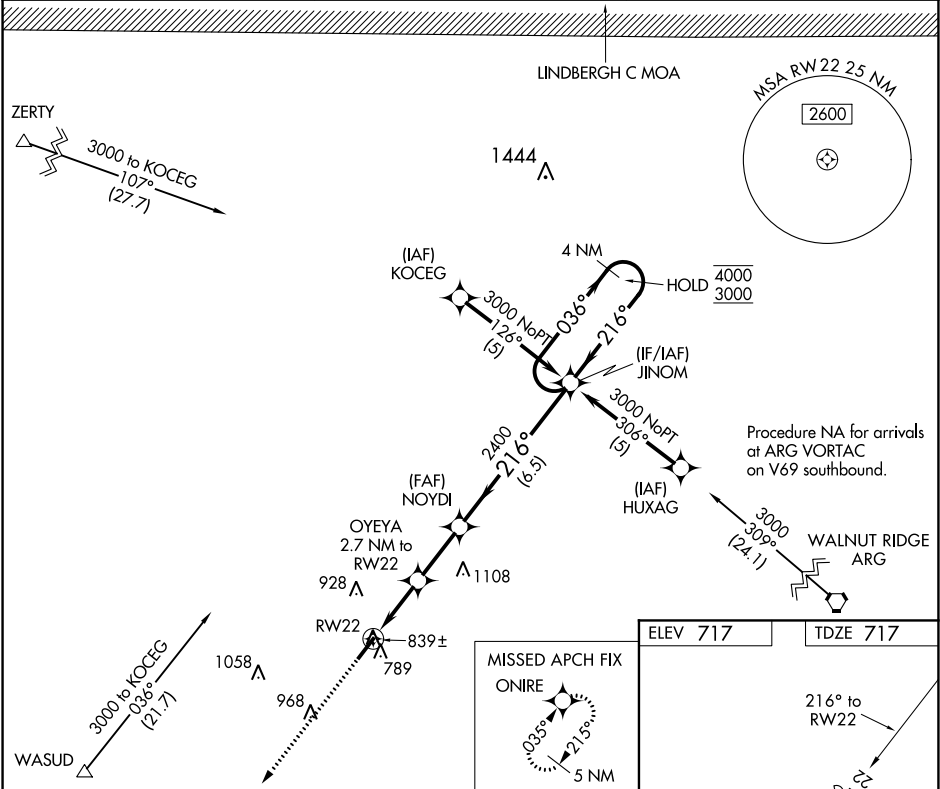 LINDBERGH C MOA
MSA RW 22 25 NM
2600
ZERTY
3000 to KOCEG
107°
(27.7)
1444
(IAF)
KOCEG
3000 NoPT
126°
(5)
4 NM
HOLD
4000
3000
036°
216°
(IF/IAF)
JINOM
3000 NoPT
306°
(5)
(IAF)
HUXAG
Procedure NA for arrivals
at ARG VORTAC
on V69 southbound.
2400
216°
(6.5)
(FAF)
NOYDI
OYEYA
2.7 NM to
RW22
1108
928
3000
309°
(24.1)
WALNUT RIDGE
ARG
RW22
839±
789
1058
968
3000 to KOCEG
036°
(21.7)
WASUD
MISSED APCH FIX
ONIRE
035°
215°
5 NM
ELEV 717
TDZE 717
216° to
RW22
22